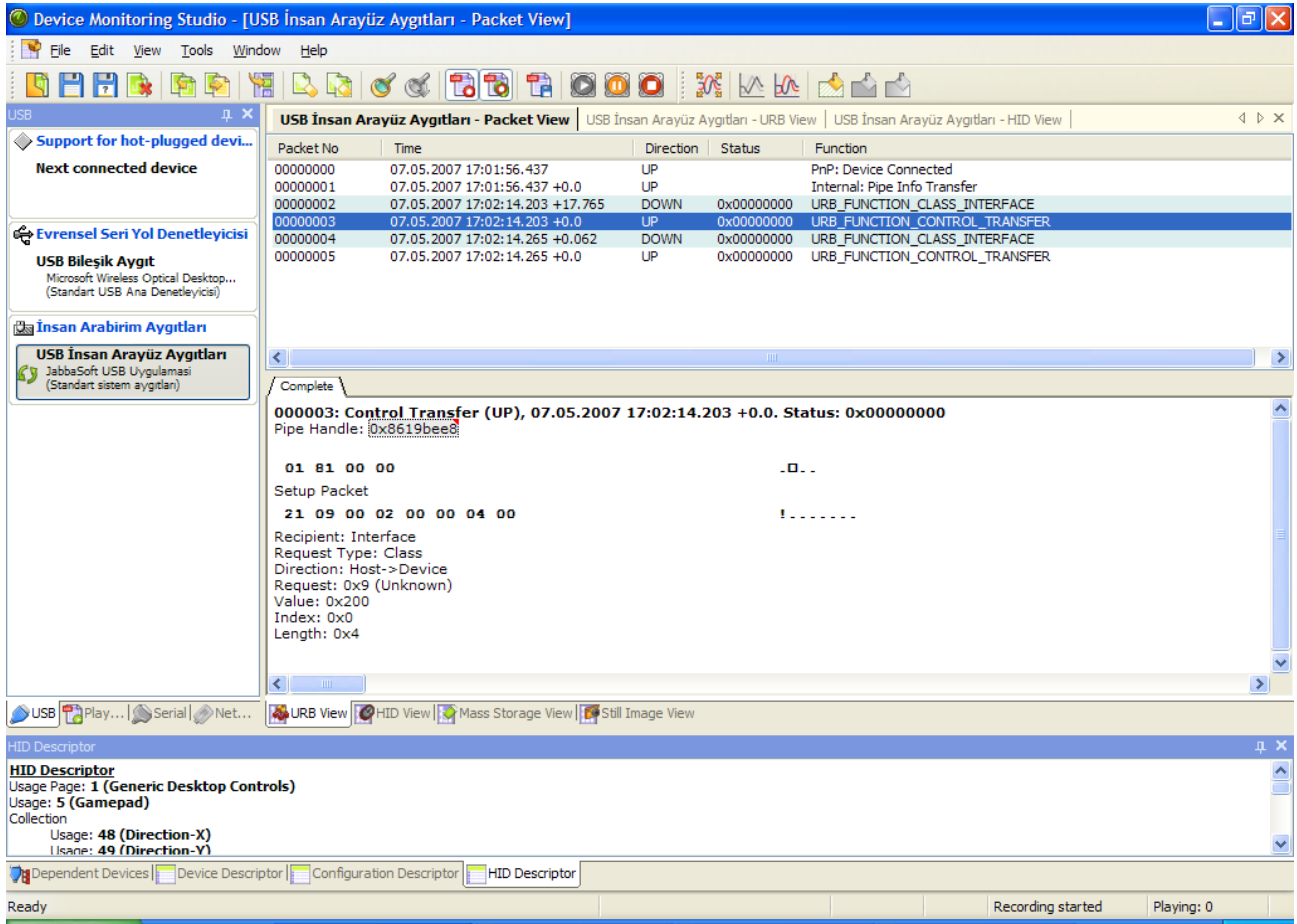 Device Monitoring Studio - [USB İnsan Arayüz Aygıtları - Packet View]
File Edit View Tools Window Help
USB
Support for hot-plugged devi...
Next connected device
Evrensel Seri Yol Denetleyicisi
USB Bileşik Aygıt
Microsoft Wireless Optical Desktop...
(Standart USB Ana Denetleyicisi)
İnsan Arabirim Aygıtları
USB İnsan Arayüz Aygıtları
JabbaSoft USB Uygulamasi
(Standart sistem aygıtları)
USB Play... Serial Net...
USB İnsan Arayüz Aygıtları - Packet View USB İnsan Arayüz Aygıtları - URB View USB İnsan Arayüz Aygıtları - HID View
Packet No Time Direction Status Function
00000000 07.05.2007 17:01:56.437 UP PnP: Device Connected
00000001 07.05.2007 17:01:56.437 +0.0 UP Internal: Pipe Info Transfer
00000002 07.05.2007 17:02:14.203 +17.765 DOWN 0x00000000 URB_FUNCTION_CLASS_INTERFACE
00000003 07.05.2007 17:02:14.203 +0.0 UP 0x00000000 URB_FUNCTION_CONTROL_TRANSFER
00000004 07.05.2007 17:02:14.265 +0.062 DOWN 0x00000000 URB_FUNCTION_CLASS_INTERFACE
00000005 07.05.2007 17:02:14.265 +0.0 UP 0x00000000 URB_FUNCTION_CONTROL_TRANSFER
Complete
000003: Control Transfer (UP), 07.05.2007 17:02:14.203 +0.0. Status: 0x00000000
Pipe Handle: 0x8619bee8
01 81 00 00 .□..
Setup Packet
21 09 00 02 00 00 04 00 !.......
Recipient: Interface
Request Type: Class
Direction: Host->Device
Request: 0x9 (Unknown)
Value: 0x200
Index: 0x0
Length: 0x4
URB View HID View Mass Storage View Still Image View
HID Descriptor
HID Descriptor
Usage Page: 1 (Generic Desktop Controls)
Usage: 5 (Gamepad)
Collection
Usage: 48 (Direction-X)
Usage: 49 (Direction-Y)
Dependent Devices Device Descriptor Configuration Descriptor HID Descriptor
Ready Recording started Playing: 0